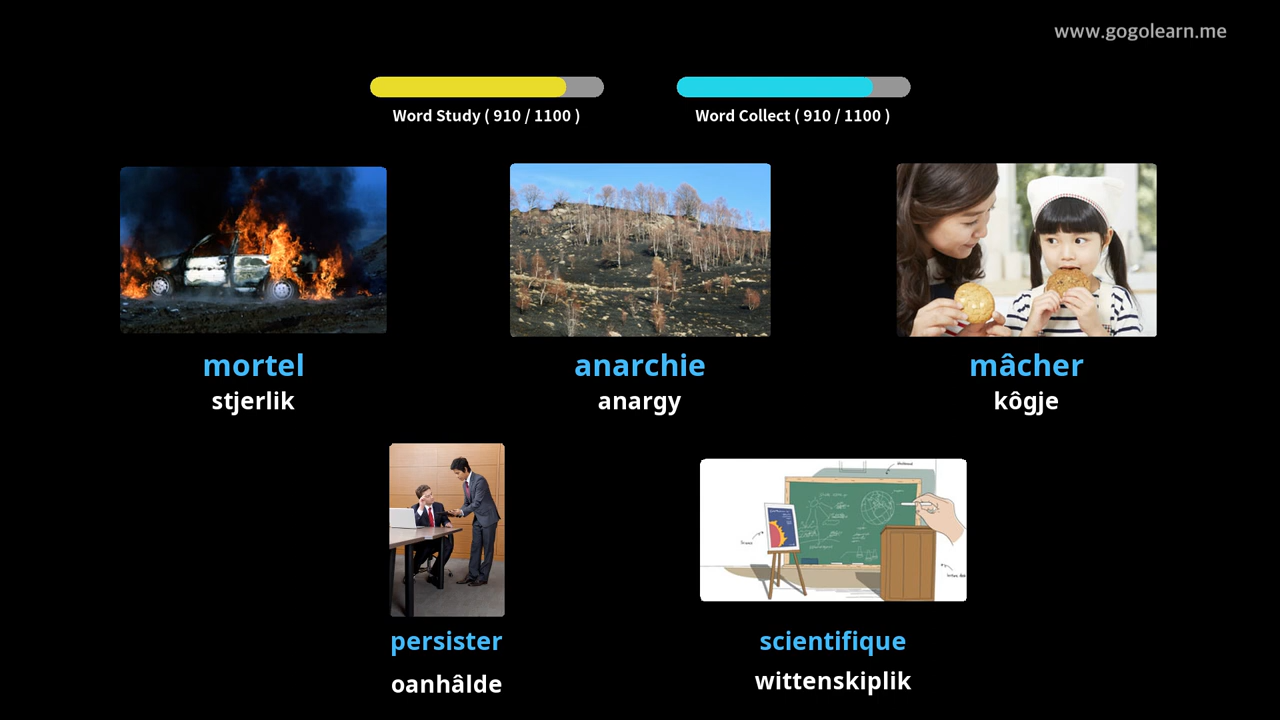 www.gogolearn.me
Word Study ( 910 / 1100 )
Word Collect ( 910 / 1100 )
mortel
stjerlik
anarchie
anargy
mâcher
kôgje
persister
oanhâlde
scientifique
wittenskiplik